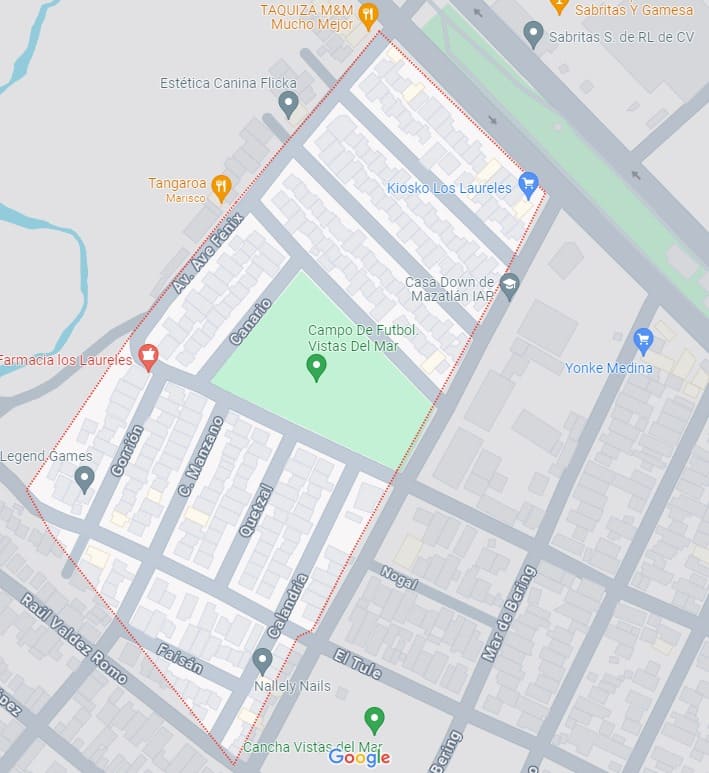 TAQUIZA M&M
Mucho Mejor
Sabritas Y Gamesa
Sabritas S. de RL de CV
Estética Canina Flicka
Tangaroa
Marisco
Kiosko Los Laureles
Av. Ave Fenix
Casa Down de
Mazatlán IAP
Canario
Campo De Futbol.
Vistas Del Mar
Farmacia los Laureles
Yonke Medina
Gorrión
C. Manzano
Legend Games
Quetzal
Nogal
Mar de Bering
Calandria
Raúl Valdez Romo
Faisán
El Tule
Nallely Nails
Cancha Vistas del Mar
Bering
Google